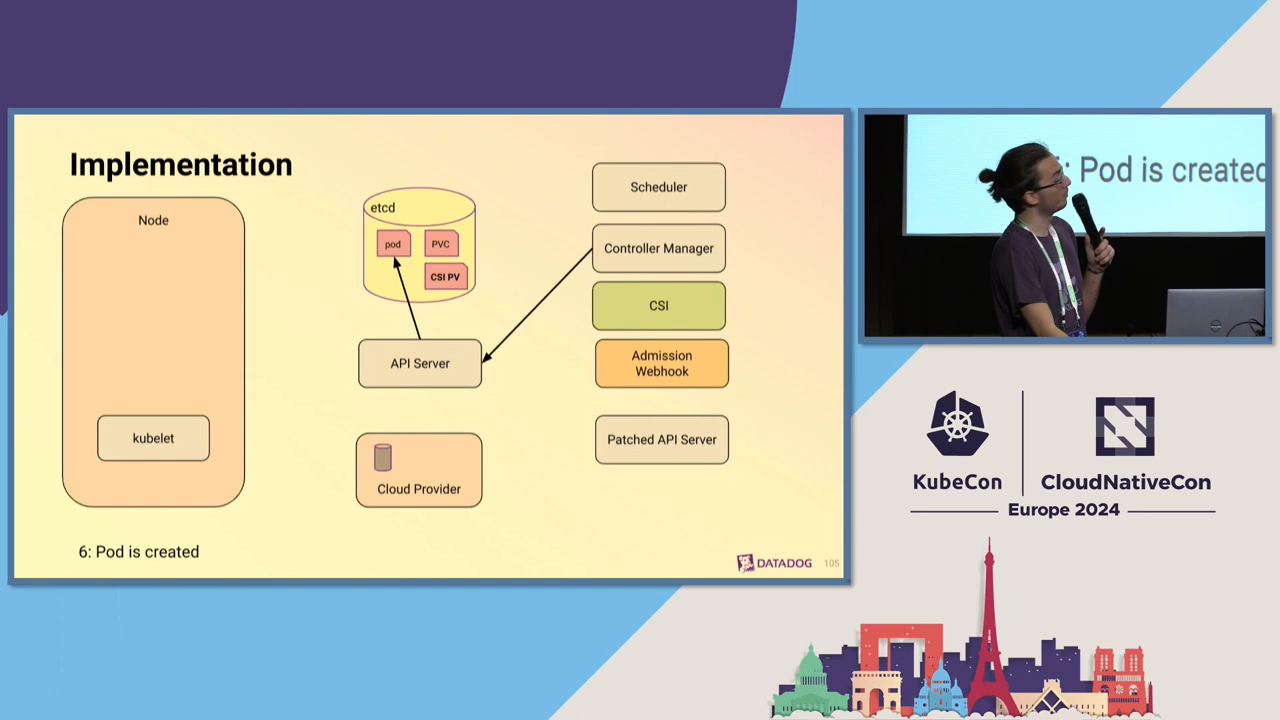 Implementation
Node
kubelet
etcd
pod
PVC
CSI PV
API Server
Cloud Provider
Scheduler
Controller Manager
CSI
Admission
Webhook
Patched API Server
6: Pod is created
DATADOG
105
: Pod is created
KubeCon
CloudNativeCon
Europe 2024